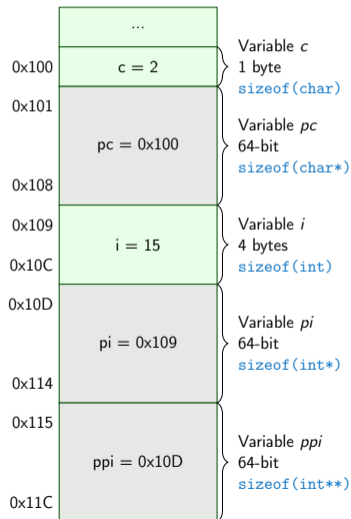 ...
0x100
c = 2
Variable c
1 byte
sizeof(char)
0x101
pc = 0x100
0x108
Variable pc
64-bit
sizeof(char*)
0x109
i = 15
0x10C
Variable i
4 bytes
sizeof(int)
0x10D
pi = 0x109
0x114
Variable pi
64-bit
sizeof(int*)
0x115
ppi = 0x10D
0x11C
Variable ppi
64-bit
sizeof(int**)